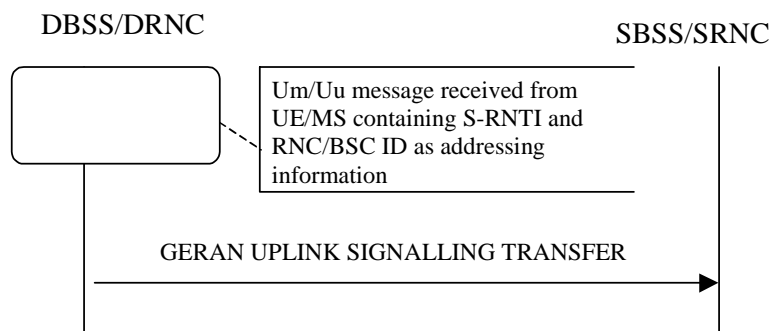 DBSS/DRNC
SBSS/SRNC
Um/Uu message received from
UE/MS containing S-RNTI and
RNC/BSC ID as addressing
information
GERAN UPLINK SIGNALLING TRANSFER